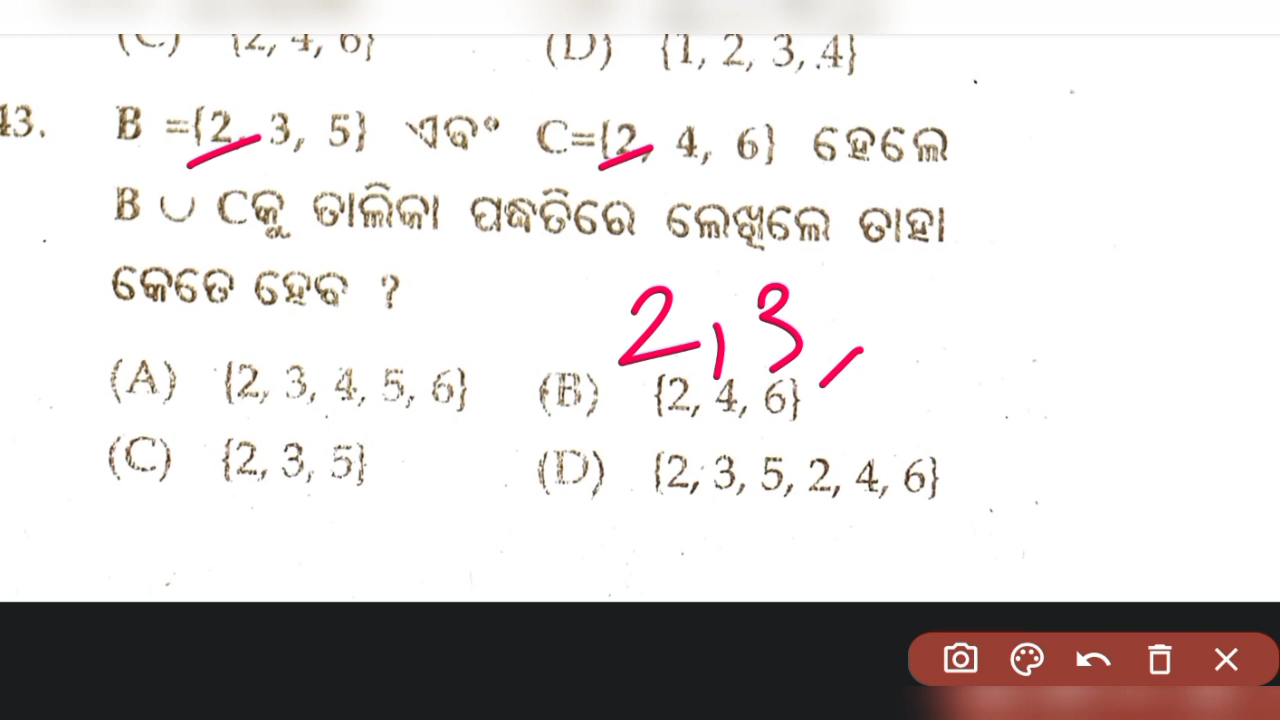 (C) {2, 4, 6} (D) {1, 2, 3, 4}
43. B ={2, 3, 5} ଏବଂ C={2, 4, 6} ହେଲେ
B ∪ Cକୁ ତାଲିକା ପଦ୍ଧତିରେ ଲେଖିଲେ ତାହା
କେତେ ହେବ ?
2, 3,
(A) {2, 3, 4, 5, 6} (B) {2, 4, 6}
(C) {2, 3, 5} (D) {2, 3, 5, 2, 4, 6}